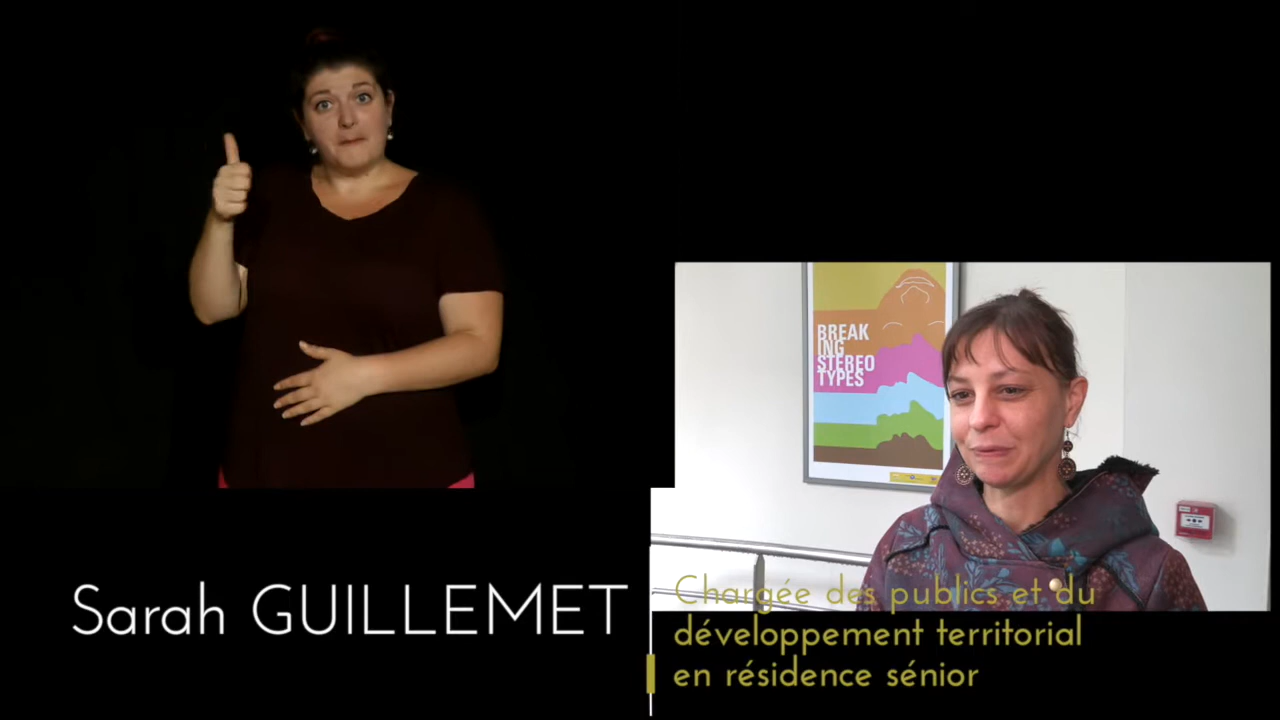 BREAK
ING
STEREO
TYPES
Sarah GUILLEMET
Chargée des publics et du
développement territorial
en résidence sénior